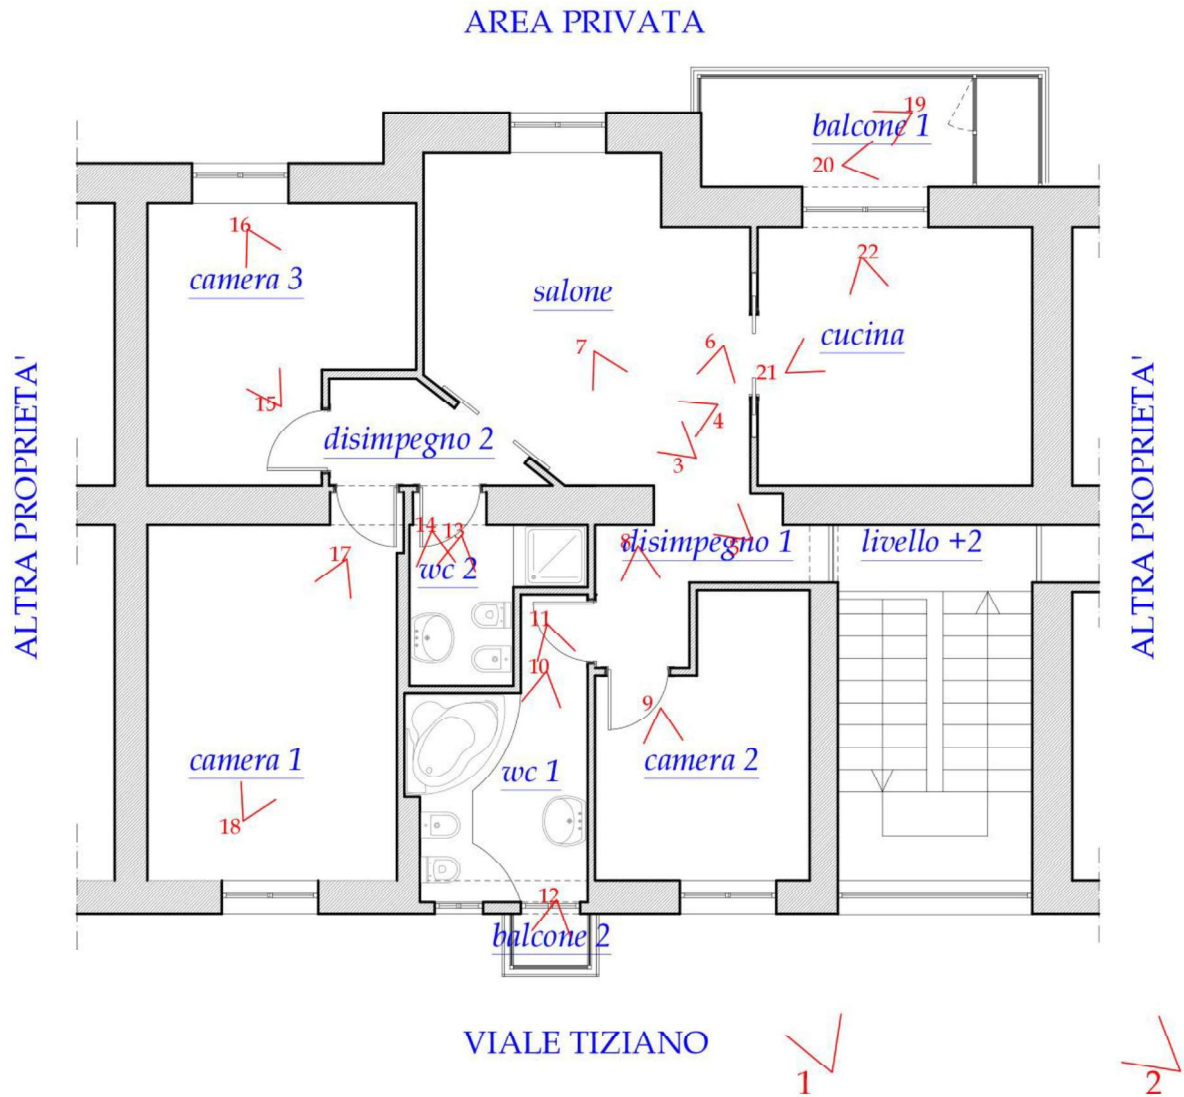 AREA PRIVATA
19
balcone 1
20
16
22
camera 3
salone
7
6
cucina
21
15
4
disimpegno 2
3
ALTRA PROPRIETA'
ALTRA PROPRIETA'
14
13
8
disimpegno 1
5
livello +2
17
wc 2
11
10
9
camera 1
wc 1
camera 2
18
12
balcone 2
VIALE TIZIANO
1
2